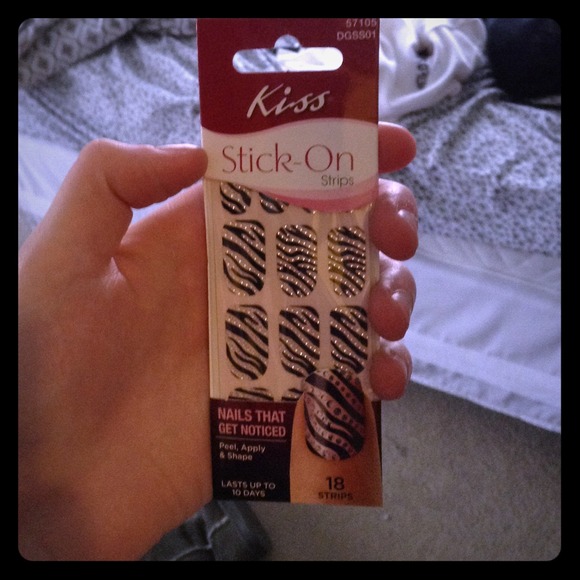 57105
DGSS01
Kiss
Stick-On
Strips
NAILS THAT
GET NOTICED
Peel, Apply
& Shape
LASTS UP TO
10 DAYS
18
STRIPS